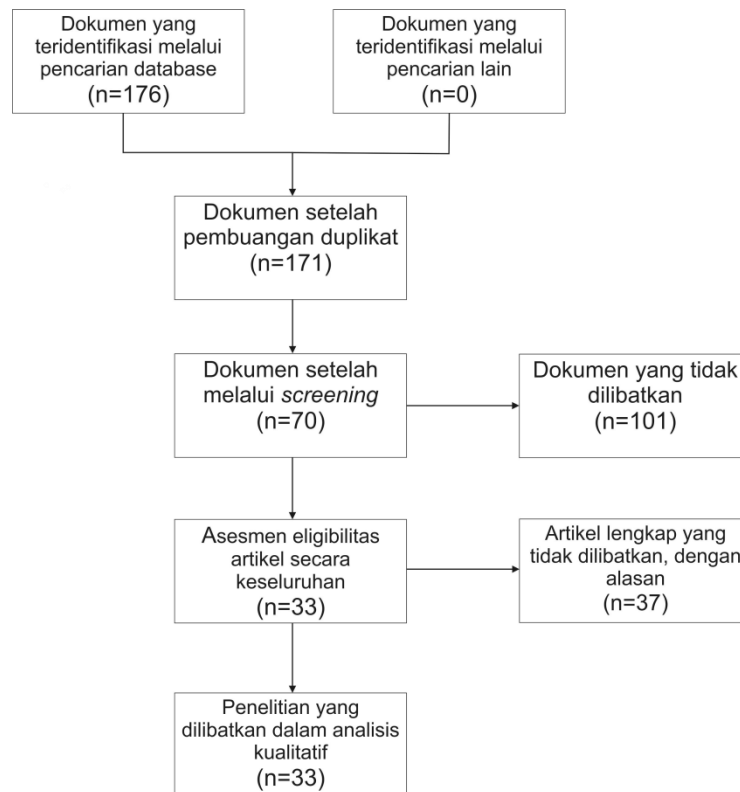 Dokumen yang
teridentifikasi melalui
pencarian database
(n=176)
Dokumen yang
teridentifikasi melalui
pencarian lain
(n=0)
Dokumen setelah
pembuangan duplikat
(n=171)
Dokumen setelah
melalui screening
(n=70)
Dokumen yang tidak
dilibatkan
(n=101)
Asesmen eligibilitas
artikel secara
keseluruhan
(n=33)
Artikel lengkap yang
tidak dilibatkan, dengan
alasan
(n=37)
Penelitian yang
dilibatkan dalam analisis
kualitatif
(n=33)